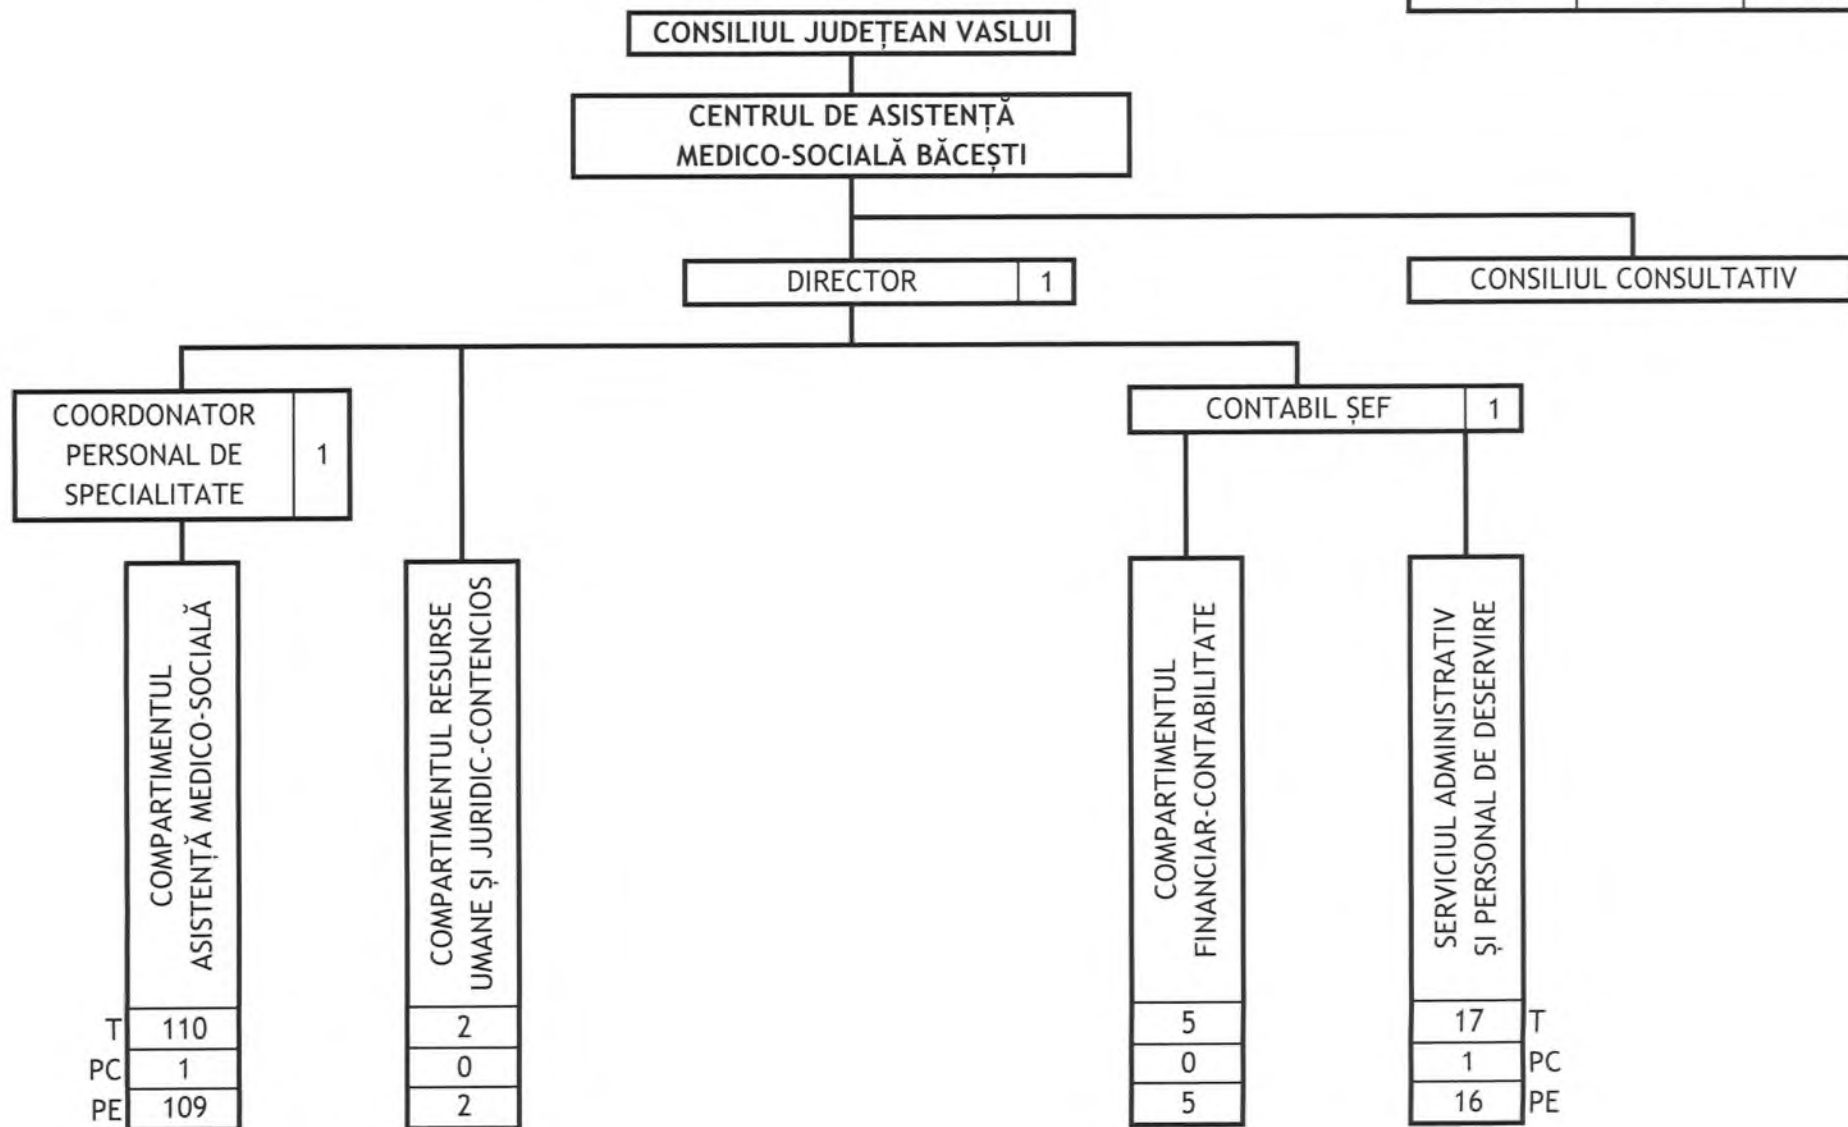 CONSILIUL JUDEȚEAN VASLUI
CENTRUL DE ASISTENȚĂ
MEDICO-SOCIALĂ BĂCEȘTI
DIRECTOR 1
CONSILIUL CONSULTATIV
COORDONATOR
PERSONAL DE
SPECIALITATE
1
CONTABIL ȘEF 1
COMPARTIMENTUL
ASISTENȚĂ MEDICO-SOCIALĂ
COMPARTIMENTUL RESURSE
UMANE ȘI JURIDIC-CONTENCIOS
COMPARTIMENTUL
FINANCIAR-CONTABILITATE
SERVICIUL ADMINISTRATIV
ȘI PERSONAL DE DESERVIRE
T 110 2 5 17 T
PC 1 0 0 1 PC
PE 109 2 5 16 PE